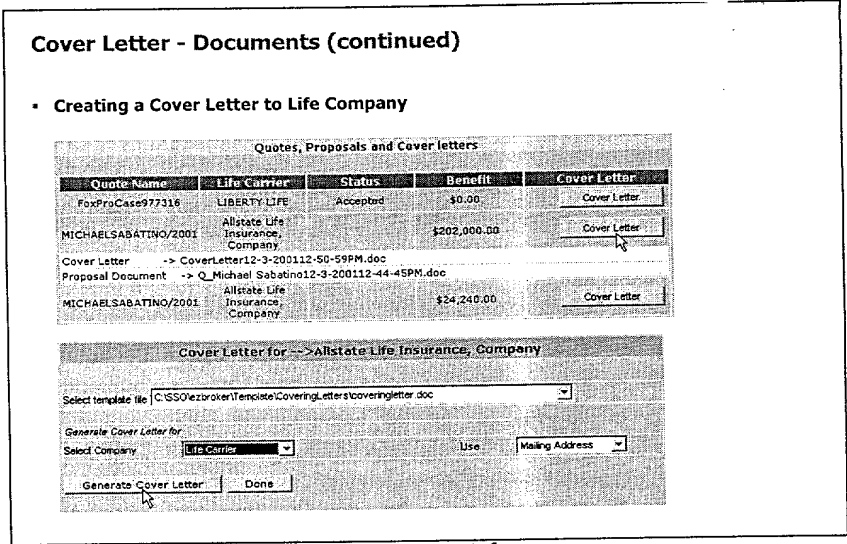 Cover Letter - Documents (continued)
▪ Creating a Cover Letter to Life Company
Quotes, Proposals and Cover letters
Quote Name Life Carrier Status Benefit Cover Letter
FoxProCase977316 LIBERTY LIFE Accepted $0.00 Cover Letter
MICHAELSABATINO/2001 Allstate Life Insurance, Company $202,000.00 Cover Letter
Cover Letter -> CoverLetter12-3-200112-50-59PM.doc
Proposal Document -> Q_Michael Sabatino12-3-200112-44-45PM.doc
MICHAELSABATINO/2001 Allstate Life Insurance, Company $24,240.00 Cover Letter
Cover Letter for -->Allstate Life Insurance, Company
Select template file C:\SSO\ezbroker\Template\CoveringLetters\coveringletter.doc
Generate Cover Letter for
Select Company Life Carrier Use Mailing Address
Generate Cover Letter Done